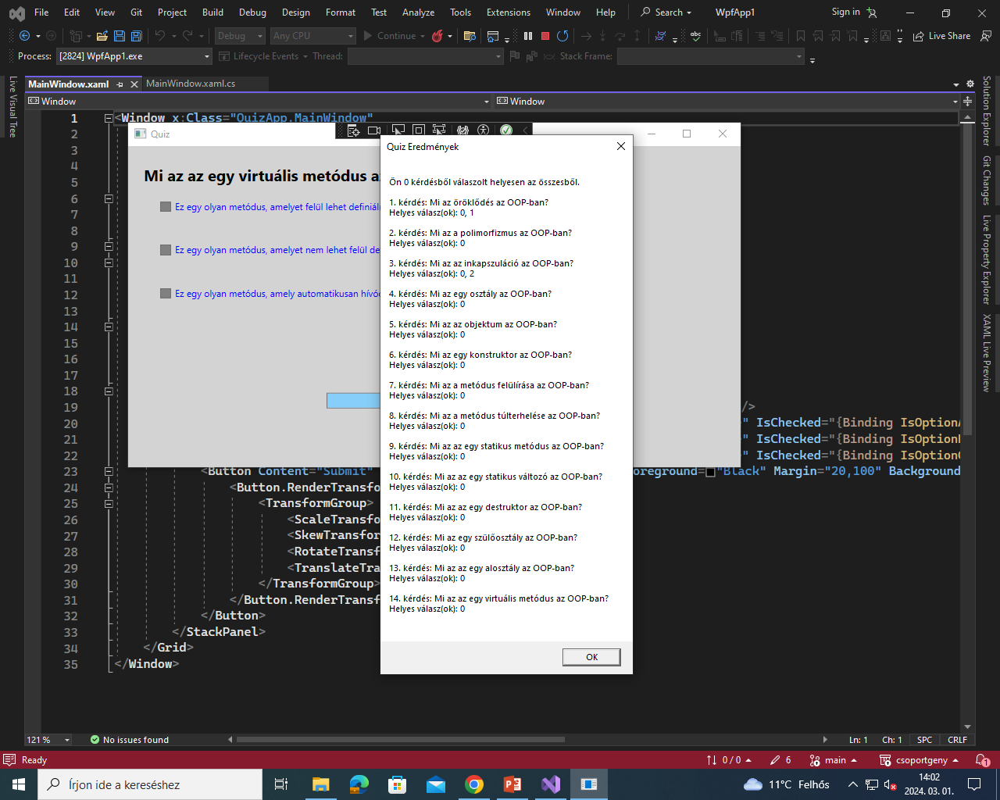 File Edit View Git Project Build Debug Design Format Test Analyze Tools Extensions Window Help Search WpfApp1 Sign in
Debug Any CPU Continue Live Share
Process: [2824] WpfApp1.exe Lifecycle Events Thread: Stack Frame:
MainWindow.xaml MainWindow.xaml.cs
Window Window
Live Visual Tree
Solution Explorer
Git Changes
Live Property Explorer
XAML Live Preview
1 <Window x:Class="QuizApp.MainWindow"
2
3
4
5
6
7
8
9
10
11
12
13
14
15
16
17
18
19 />
20 " IsChecked="{Binding IsOptionA
21 " IsChecked="{Binding IsOption
22 " IsChecked="{Binding IsOption
23 <Button Content="Submit" oreground="Black" Margin="20,100" Background
24 <Button.RenderTransfo
25 <TransformGroup>
26 <ScaleTransfo
27 <SkewTransfor
28 <RotateTransf
29 <TranslateTra
30 </TransformGroup>
31 </Button.RenderTransf
32 </Button>
33 </StackPanel>
34 </Grid>
35 </Window>
Quiz
Mi az az egy virtuális metódus a
Ez egy olyan metódus, amelyet felül lehet definiáli
Ez egy olyan metódus, amelyet nem lehet felül de
Ez egy olyan metódus, amely automatikusan hívóc
Quiz Eredmények
Ön 0 kérdésből válaszolt helyesen az összesből.
1. kérdés: Mi az öröklődés az OOP-ban?
Helyes válasz(ok): 0, 1
2. kérdés: Mi az a polimorfizmus az OOP-ban?
Helyes válasz(ok): 0
3. kérdés: Mi az az inkapszuláció az OOP-ban?
Helyes válasz(ok): 0, 2
4. kérdés: Mi az egy osztály az OOP-ban?
Helyes válasz(ok): 0
5. kérdés: Mi az az objektum az OOP-ban?
Helyes válasz(ok): 0
6. kérdés: Mi az egy konstruktor az OOP-ban?
Helyes válasz(ok): 0
7. kérdés: Mi az a metódus felülírása az OOP-ban?
Helyes válasz(ok): 0
8. kérdés: Mi az a metódus túlterhelése az OOP-ban?
Helyes válasz(ok): 0
9. kérdés: Mi az az egy statikus metódus az OOP-ban?
Helyes válasz(ok): 0
10. kérdés: Mi az az egy statikus változó az OOP-ban?
Helyes válasz(ok): 0
11. kérdés: Mi az az egy destruktor az OOP-ban?
Helyes válasz(ok): 0
12. kérdés: Mi az egy szülőosztály az OOP-ban?
Helyes válasz(ok): 0
13. kérdés: Mi az az egy alosztály az OOP-ban?
Helyes válasz(ok): 0
14. kérdés: Mi az az egy virtuális metódus az OOP-ban?
Helyes válasz(ok): 0
OK
121 % No issues found Ln: 1 Ch: 1 SPC CRLF
Ready 0 / 0 6 main csoportgeny 1
Írjon ide a kereséshez 11°C Felhős 14:02
2024. 03. 01.